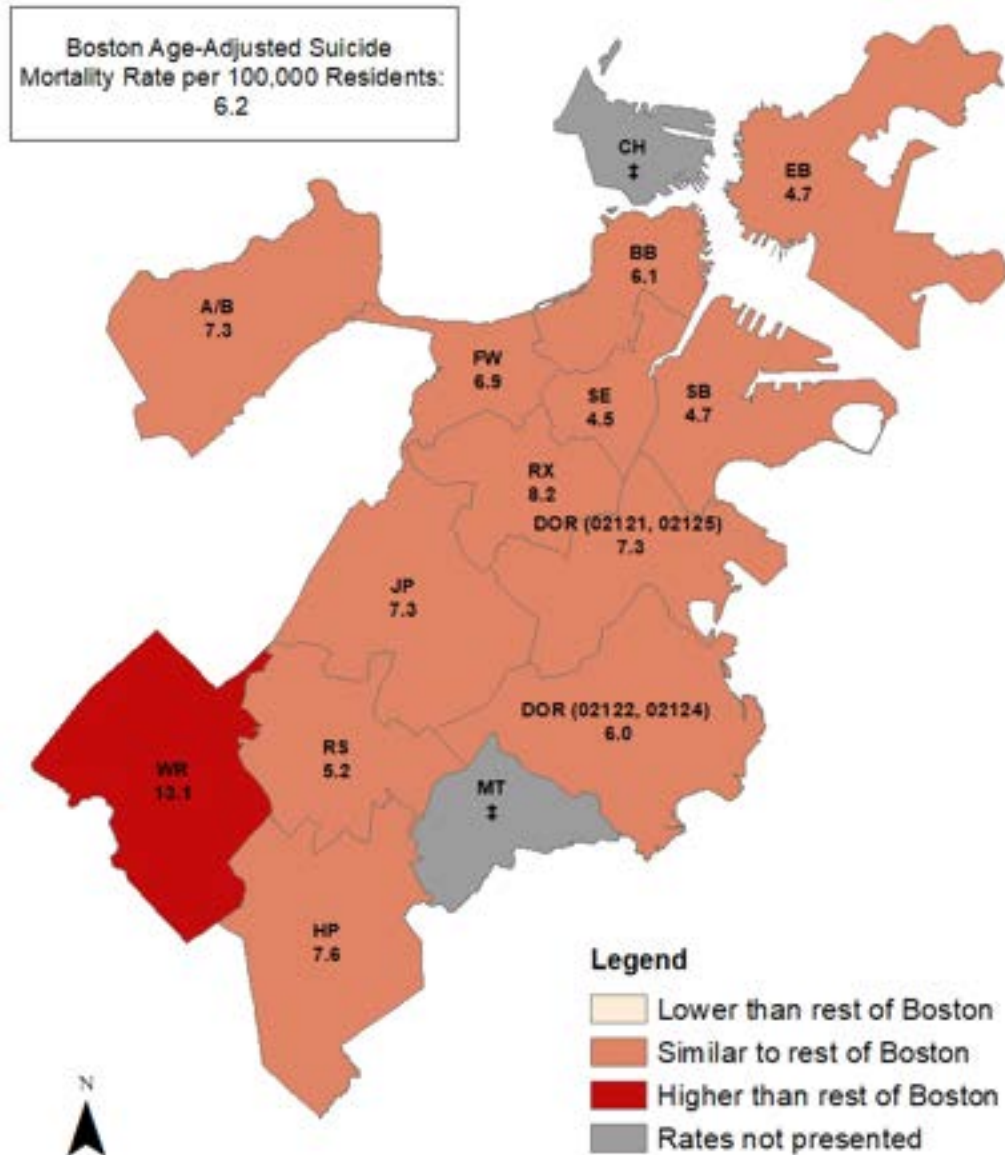 Boston Age-Adjusted Suicide
Mortality Rate per 100,000 Residents:
6.2
CH
‡
EB
4.7
BB
6.1
A/B
7.3
FW
6.9
SE
4.5
SB
4.7
RX
8.2
DOR (02121, 02125)
7.3
JP
7.3
DOR (02122, 02124)
6.0
RS
5.2
WR
13.1
MT
‡
HP
7.6
Legend
Lower than rest of Boston
Similar to rest of Boston
Higher than rest of Boston
Rates not presented
N